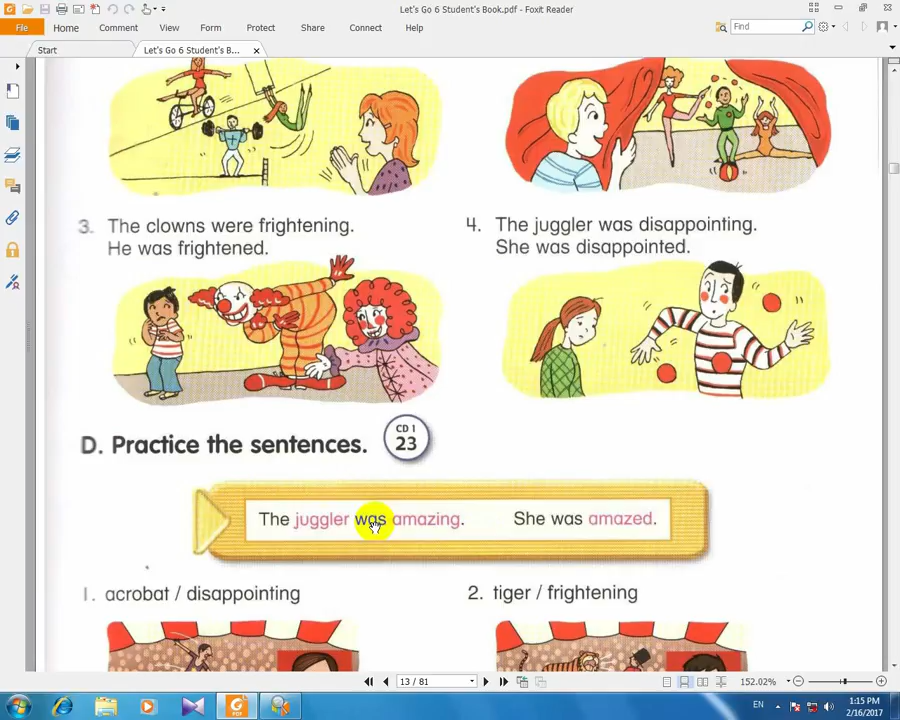 Let's Go 6 Student's Book.pdf - Foxit Reader
File Home Comment View Form Protect Share Connect Help
Find
Start Let's Go 6 Student's B...
3. The clowns were frightening.
He was frightened.
4. The juggler was disappointing.
She was disappointed.
D. Practice the sentences.
CD 1
23
The juggler was amazing. She was amazed.
1. acrobat / disappointing
2. tiger / frightening
13 / 81
152.02%
EN
1:15 PM
2/16/2017